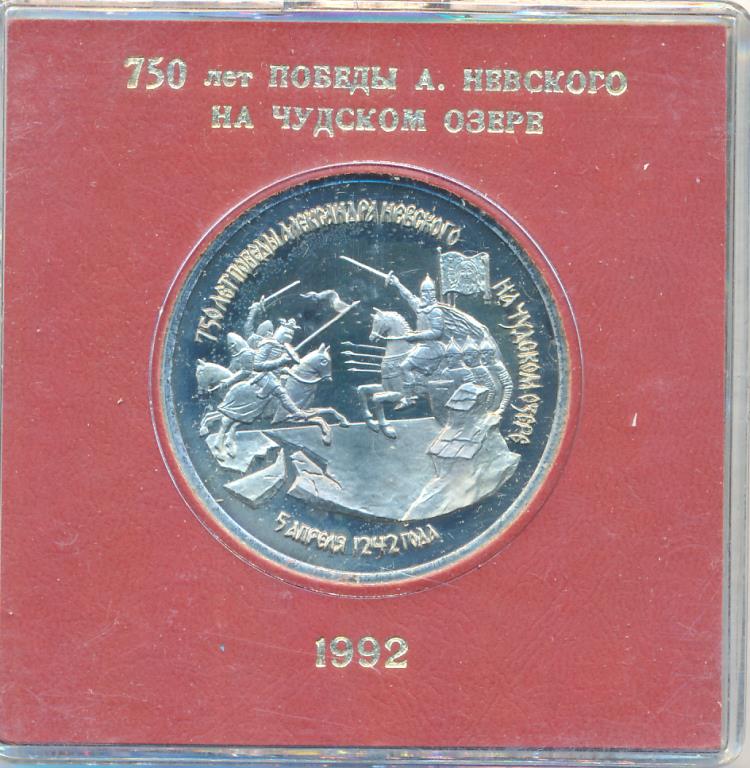 750 лет ПОБЕДЫ А. НЕВСКОГО
НА ЧУДСКОМ ОЗЕРЕ
750 ЛЕТ ПОБЕДЫ АЛЕКСАНДРА НЕВСКОГО
НА ЧУДСКОМ ОЗЕРЕ
5 АПРЕЛЯ 1242 ГОДА
1992